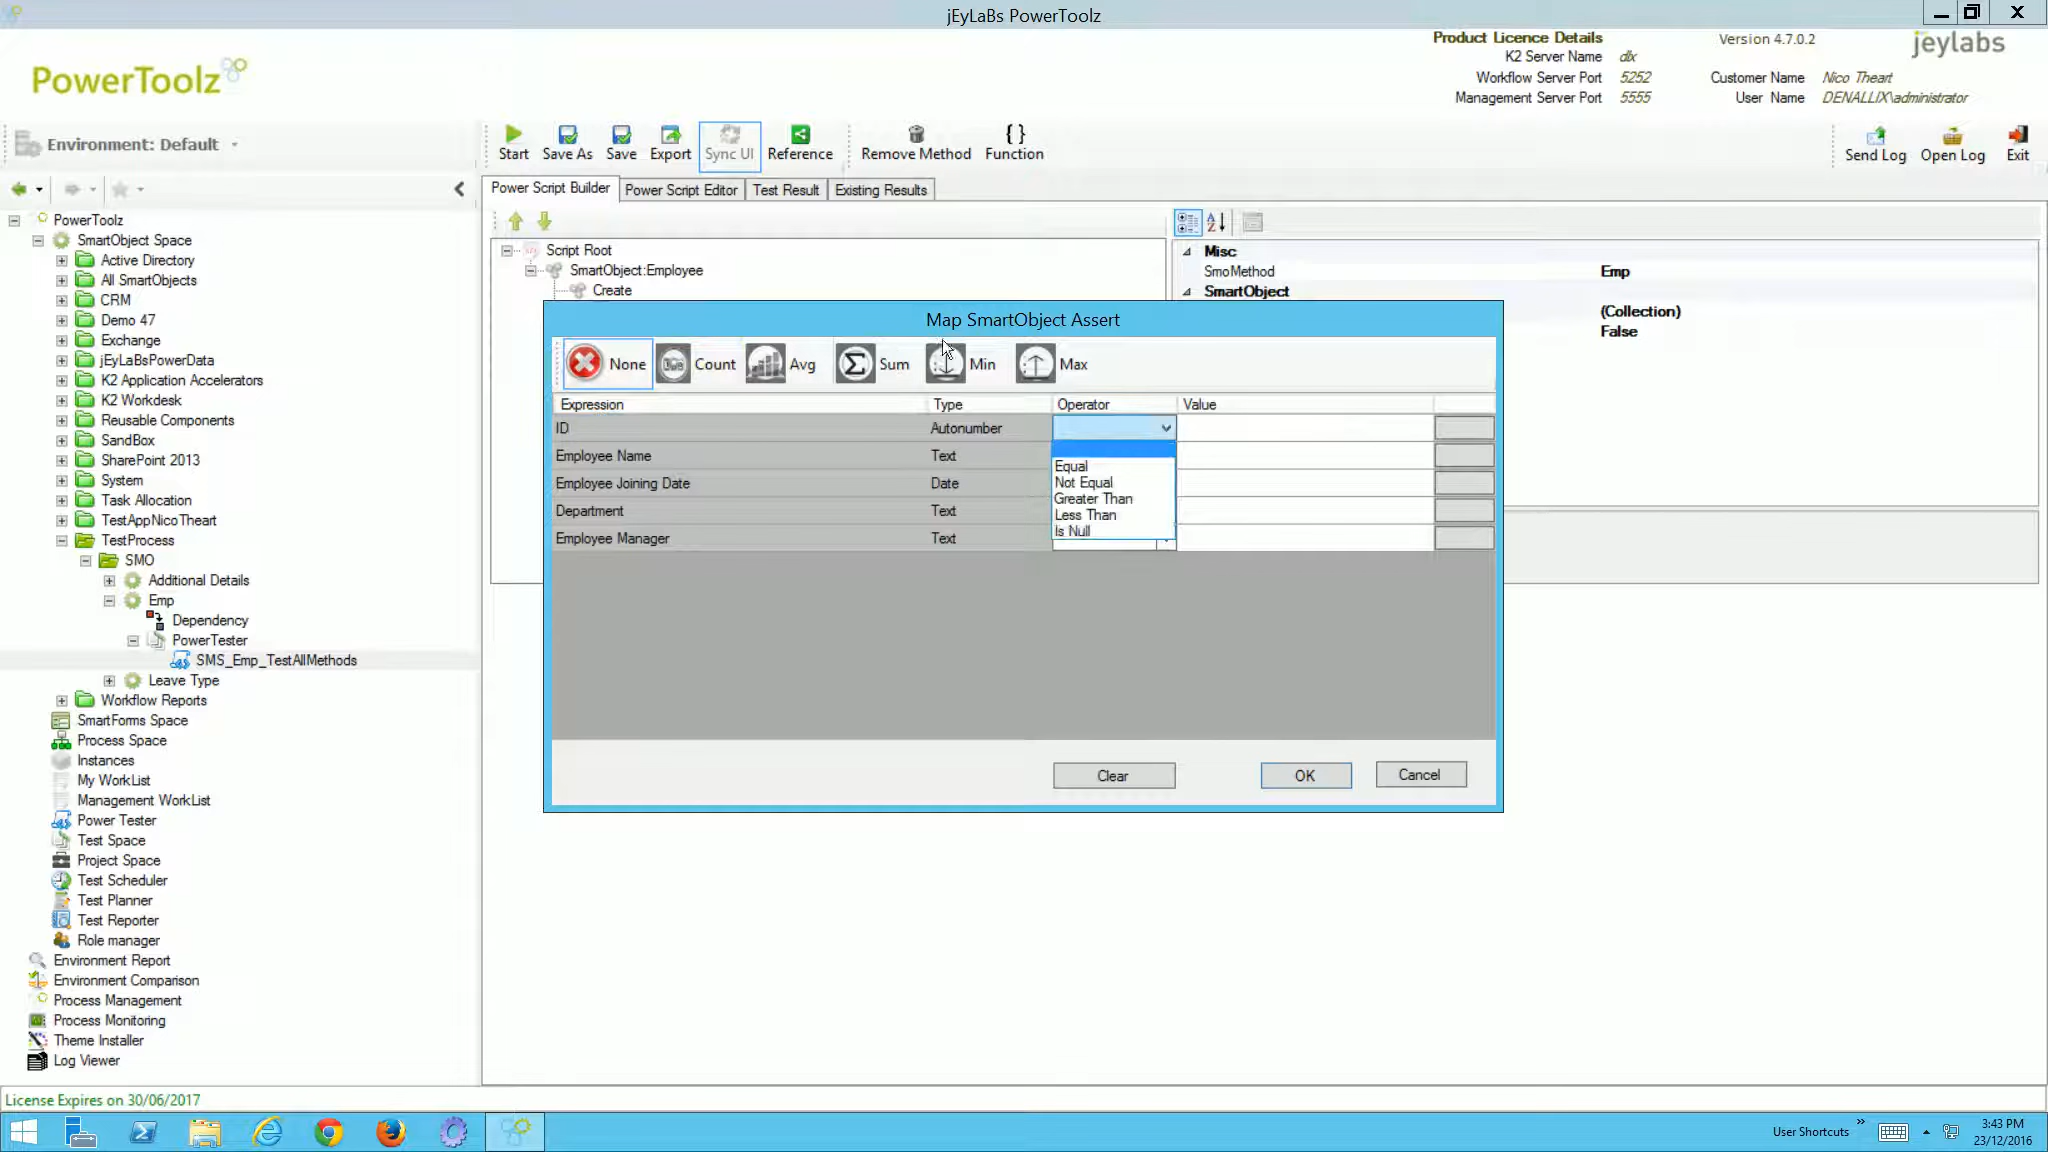 jEyLaBs PowerToolz
PowerToolz
Product Licence Details
K2 Server Name dlx
Workflow Server Port 5252
Management Server Port 5555
Version 4.7.0.2
Customer Name Nico Theart
User Name DENALLIX\administrator
jeylabs
Environment: Default
Start
Save As
Save
Export
Sync UI
Reference
Remove Method
{ }
Function
Send Log
Open Log
Exit
Power Script Builder
Power Script Editor
Test Result
Existing Results
PowerToolz
SmartObject Space
Active Directory
All SmartObjects
CRM
Demo 47
Exchange
jEyLaBsPowerData
K2 Application Accelerators
K2 Workdesk
Reusable Components
SandBox
SharePoint 2013
System
Task Allocation
TestAppNicoTheart
TestProcess
SMO
Additional Details
Emp
Dependency
PowerTester
SMS_Emp_TestAllMethods
Leave Type
Workflow Reports
SmartForms Space
Process Space
Instances
My WorkList
Management WorkList
Power Tester
Test Space
Project Space
Test Scheduler
Test Planner
Test Reporter
Role manager
Environment Report
Environment Comparison
Process Management
Process Monitoring
Theme Installer
Log Viewer
Script Root
SmartObject:Employee
Create
Misc
SmoMethod Emp
SmartObject
(Collection)
False
Map SmartObject Assert
None
Count
Avg
Sum
Min
Max
Expression Type Operator Value
ID Autonumber
Employee Name Text
Employee Joining Date Date
Department Text
Employee Manager Text
Equal
Not Equal
Greater Than
Less Than
Is Null
Clear
OK
Cancel
License Expires on 30/06/2017
User Shortcuts
3:43 PM
23/12/2016